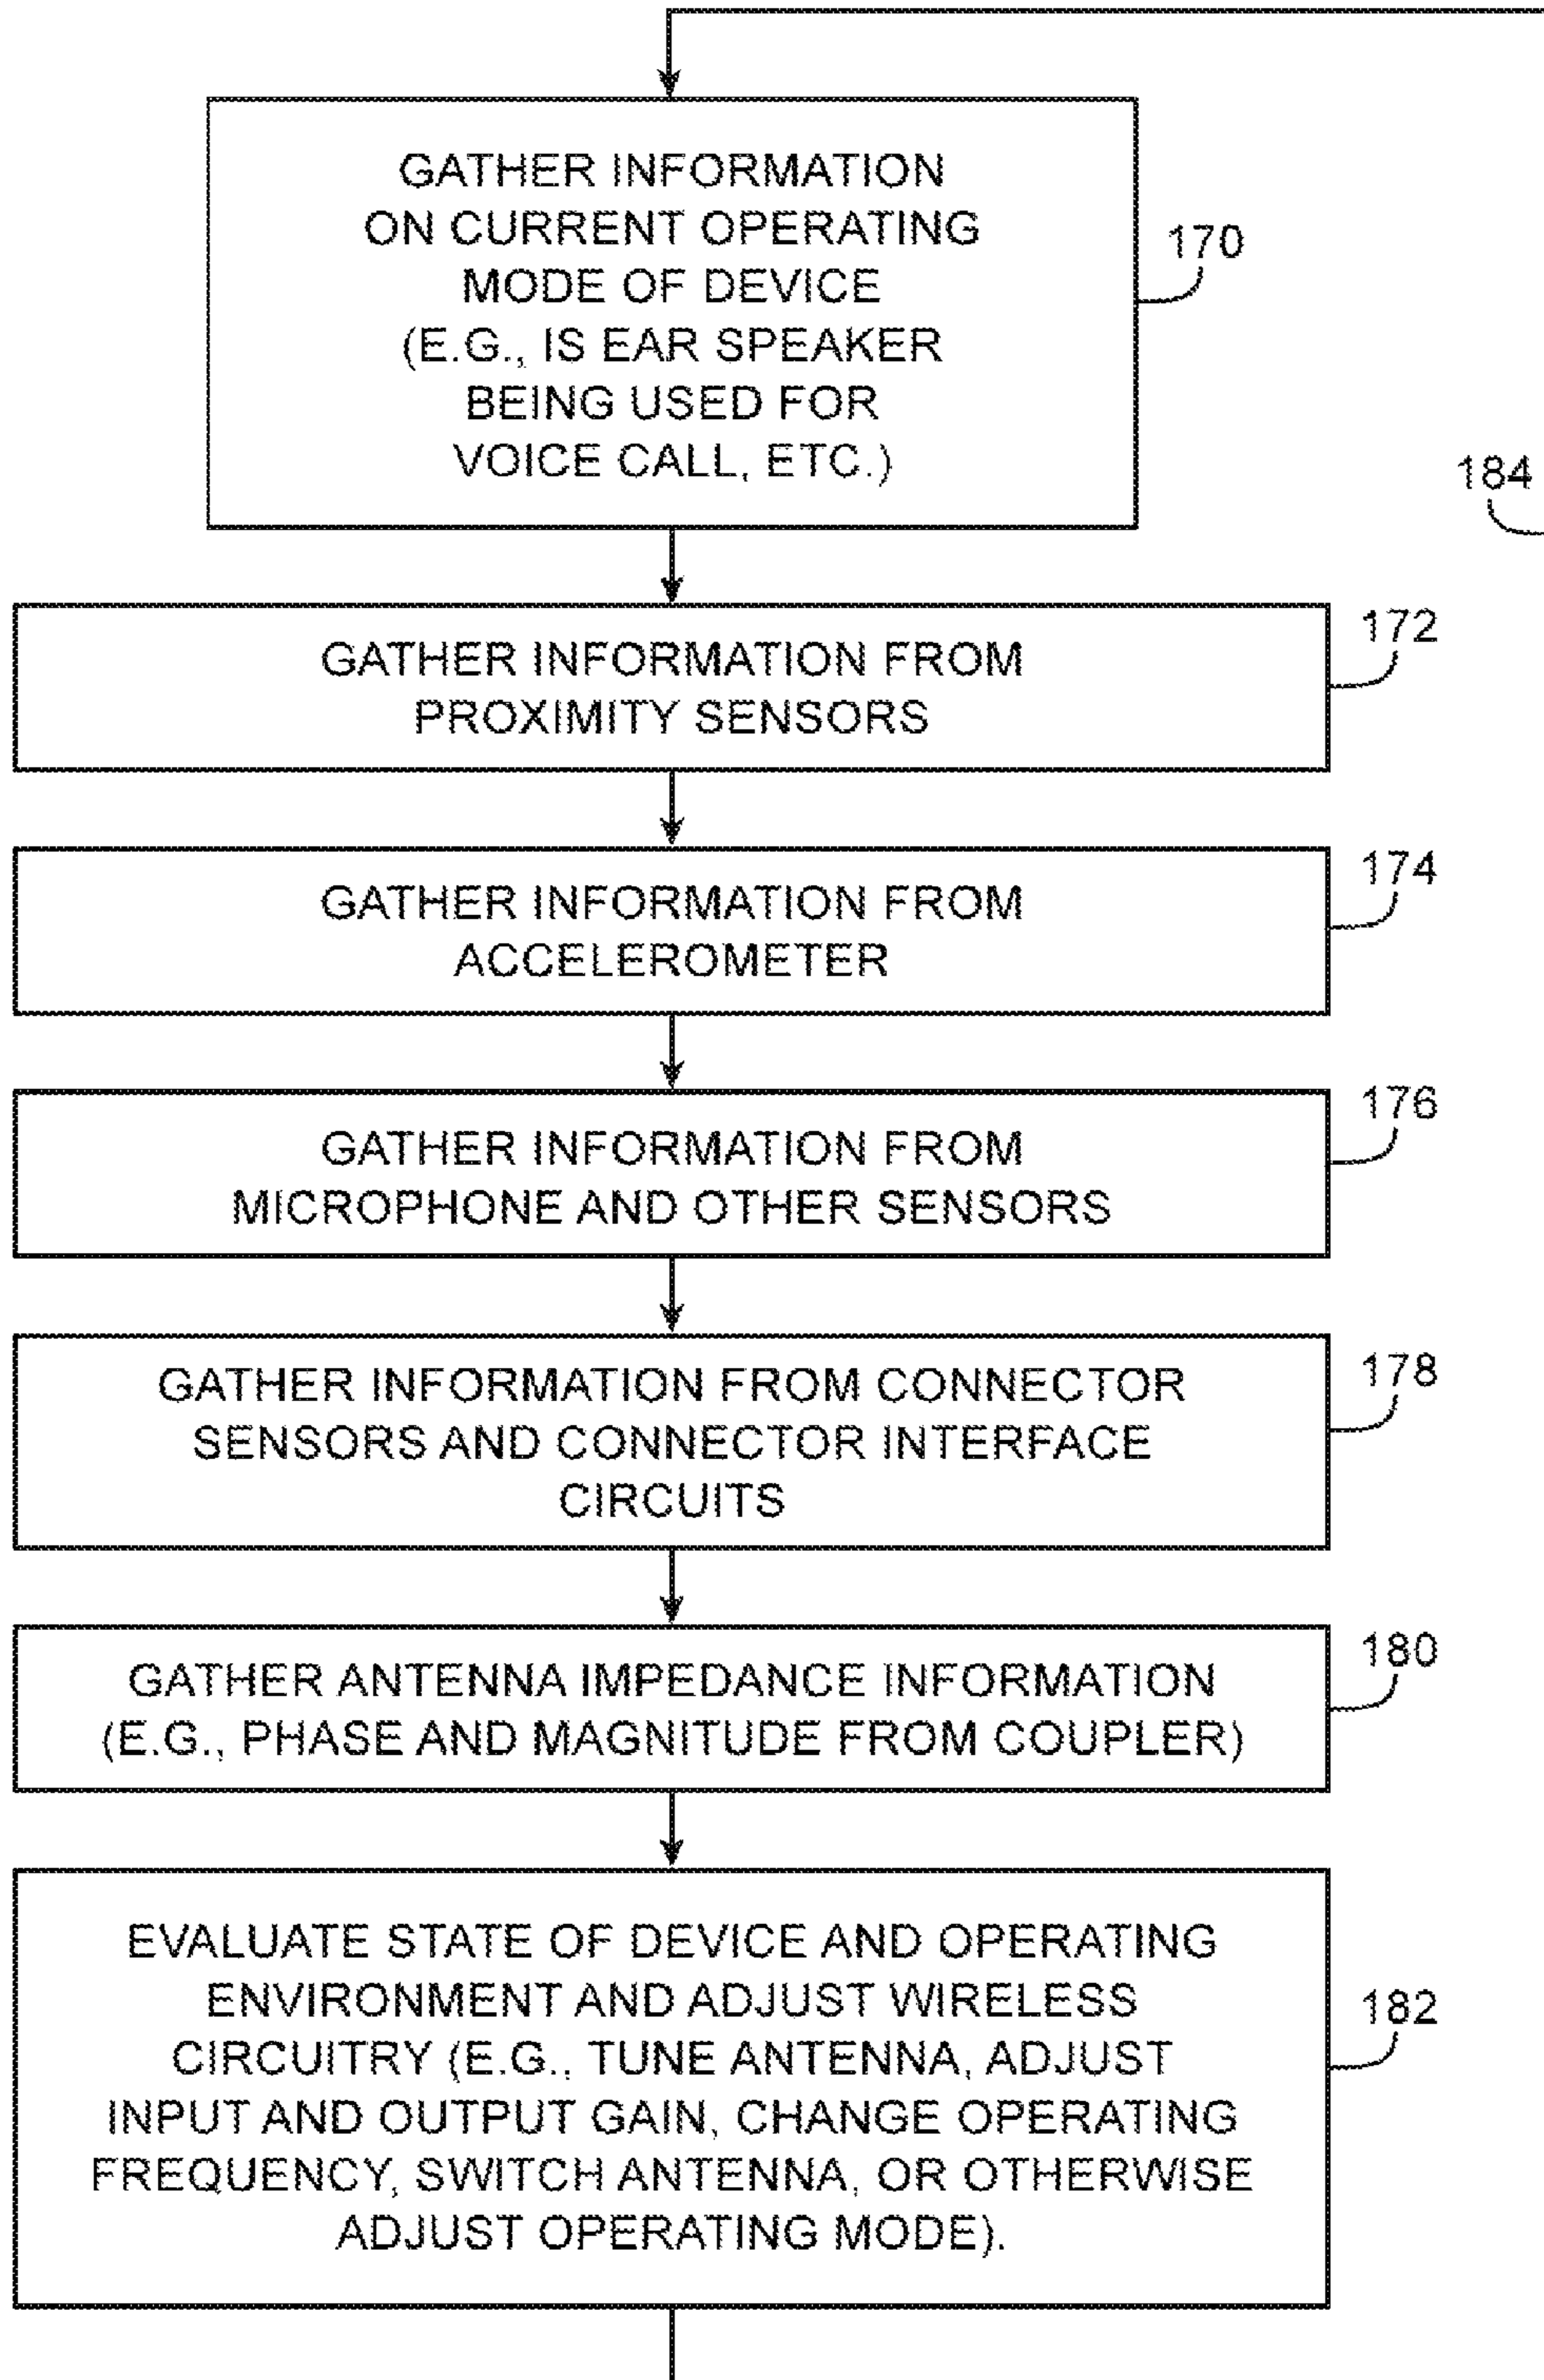 GATHER INFORMATION
ON CURRENT OPERATING
MODE OF DEVICE
(E.G., IS EAR SPEAKER
BEING USED FOR
VOICE CALL, ETC.)
170
184
GATHER INFORMATION FROM
PROXIMITY SENSORS
172
GATHER INFORMATION FROM
ACCELEROMETER
174
GATHER INFORMATION FROM
MICROPHONE AND OTHER SENSORS
176
GATHER INFORMATION FROM CONNECTOR
SENSORS AND CONNECTOR INTERFACE
CIRCUITS
178
GATHER ANTENNA IMPEDANCE INFORMATION
(E.G., PHASE AND MAGNITUDE FROM COUPLER)
180
EVALUATE STATE OF DEVICE AND OPERATING
ENVIRONMENT AND ADJUST WIRELESS
CIRCUITRY (E.G., TUNE ANTENNA, ADJUST
INPUT AND OUTPUT GAIN, CHANGE OPERATING
FREQUENCY, SWITCH ANTENNA, OR OTHERWISE
ADJUST OPERATING MODE).
182